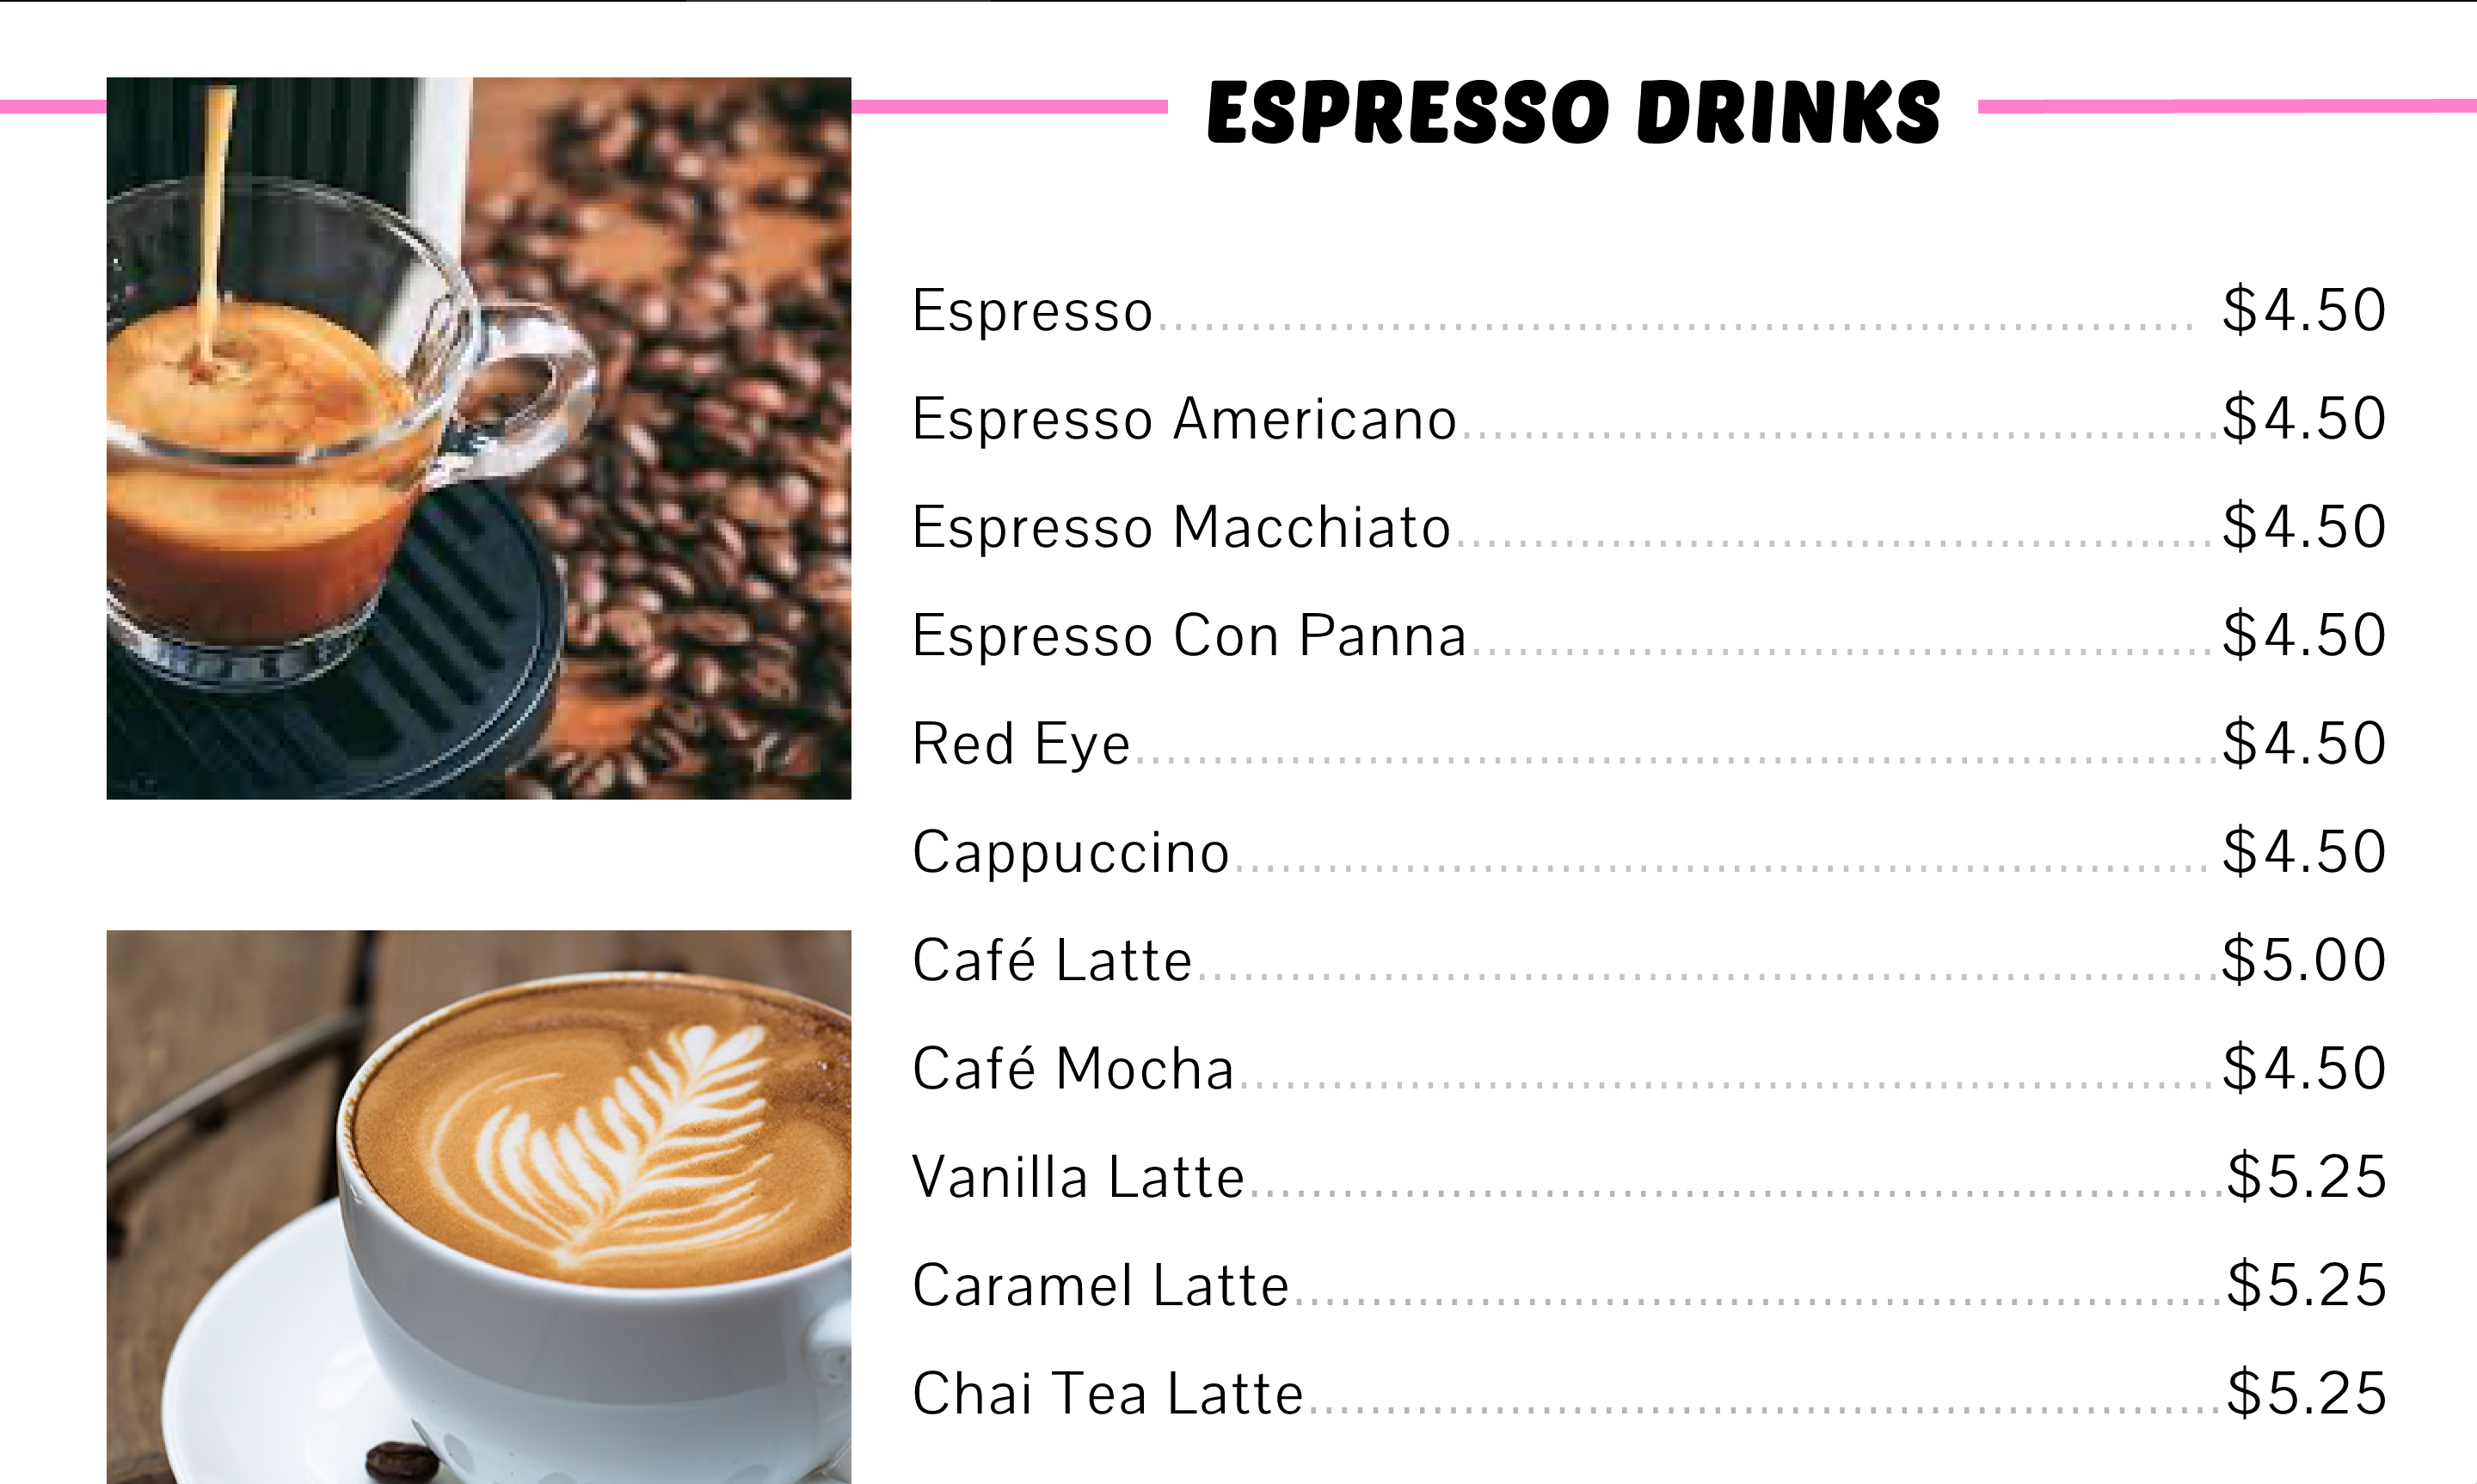 ESPRESSO DRINKS
Espresso........................................ $4.50
Espresso Americano........................................$4.50
Espresso Macchiato........................................$4.50
Espresso Con Panna........................................$4.50
Red Eye........................................$4.50
Cappuccino........................................$4.50
Café Latte........................................$5.00
Café Mocha........................................$4.50
Vanilla Latte........................................$5.25
Caramel Latte........................................$5.25
Chai Tea Latte........................................$5.25